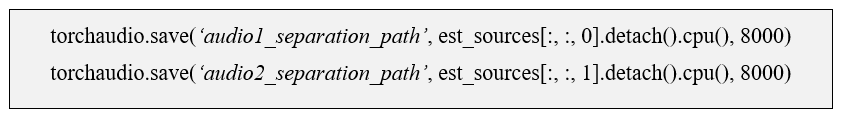 torchaudio.save(‘audio1_separation_path’, est_sources[:, :, 0].detach().cpu(), 8000)
torchaudio.save(‘audio2_separation_path’, est_sources[:, :, 1].detach().cpu(), 8000)